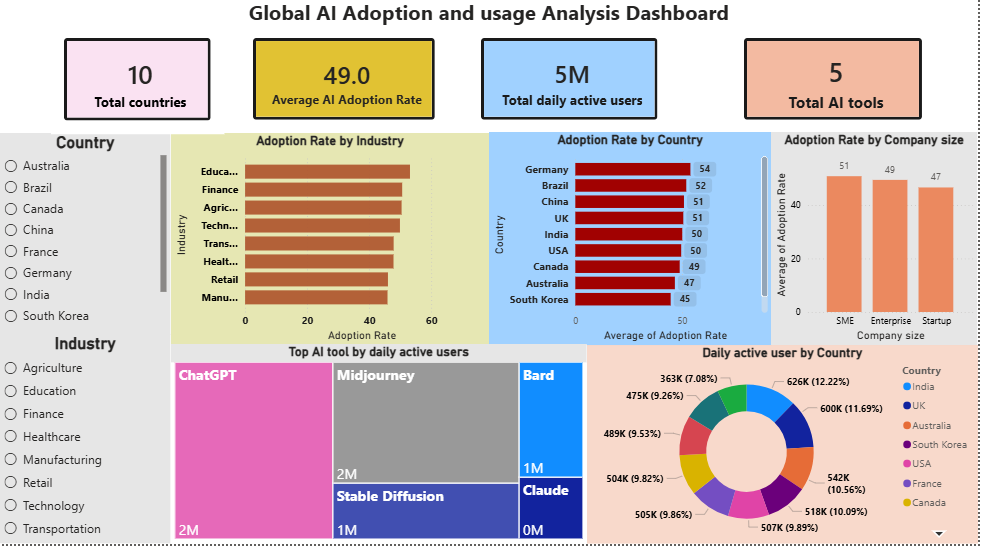 Global AI Adoption and usage Analysis Dashboard
10
Total countries
49.0
Average AI Adoption Rate
5M
Total daily active users
5
Total AI tools
Country
Australia
Brazil
Canada
China
France
Germany
India
South Korea
Industry
Agriculture
Education
Finance
Healthcare
Manufacturing
Retail
Technology
Transportation
Adoption Rate by Industry
Industry
Educa...
Finance
Agric...
Techn...
Trans...
Healt...
Retail
Manu...
0 20 40 60
Adoption Rate
Adoption Rate by Country
Country
Germany 54
Brazil 52
China 51
UK 51
India 50
USA 50
Canada 49
Australia 47
South Korea 45
0 50
Average of Adoption Rate
Adoption Rate by Company size
Average of Adoption Rate
40
20
0
51 49 47
SME Enterprise Startup
Company size
Top AI tool by daily active users
ChatGPT
2M
Midjourney
2M
Stable Diffusion
1M
Bard
1M
Claude
0M
Daily active user by Country
626K (12.22%)
600K (11.69%)
542K
(10.56%)
518K (10.09%)
507K (9.89%)
505K (9.86%)
504K (9.82%)
489K (9.53%)
475K (9.26%)
363K (7.08%)
Country
India
UK
Australia
South Korea
USA
France
Canada